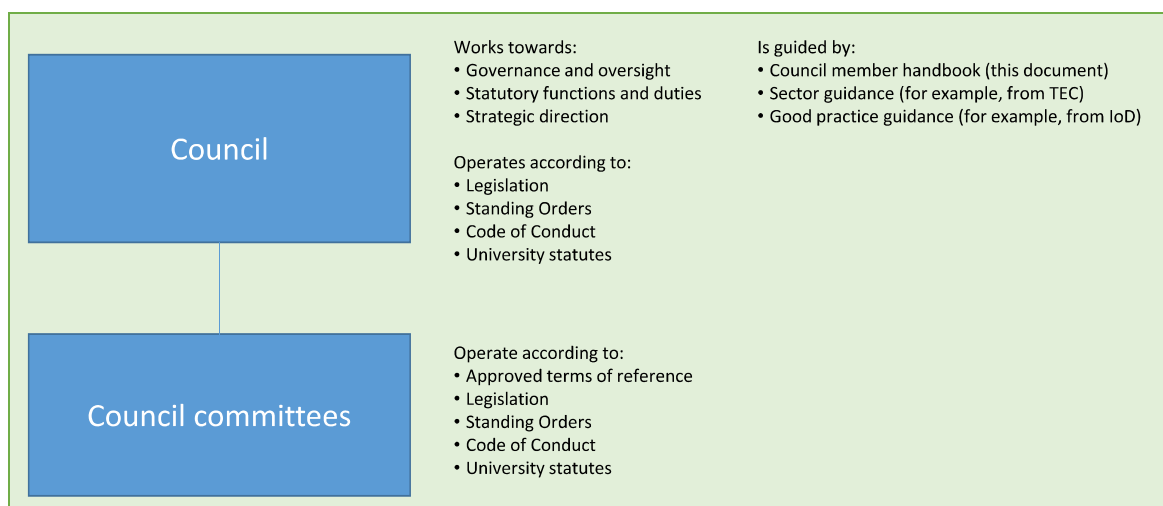 Council
Works towards:
• Governance and oversight
• Statutory functions and duties
• Strategic direction
Operates according to:
• Legislation
• Standing Orders
• Code of Conduct
• University statutes
Is guided by:
• Council member handbook (this document)
• Sector guidance (for example, from TEC)
• Good practice guidance (for example, from IoD)
Council committees
Operate according to:
• Approved terms of reference
• Legislation
• Standing Orders
• Code of Conduct
• University statutes